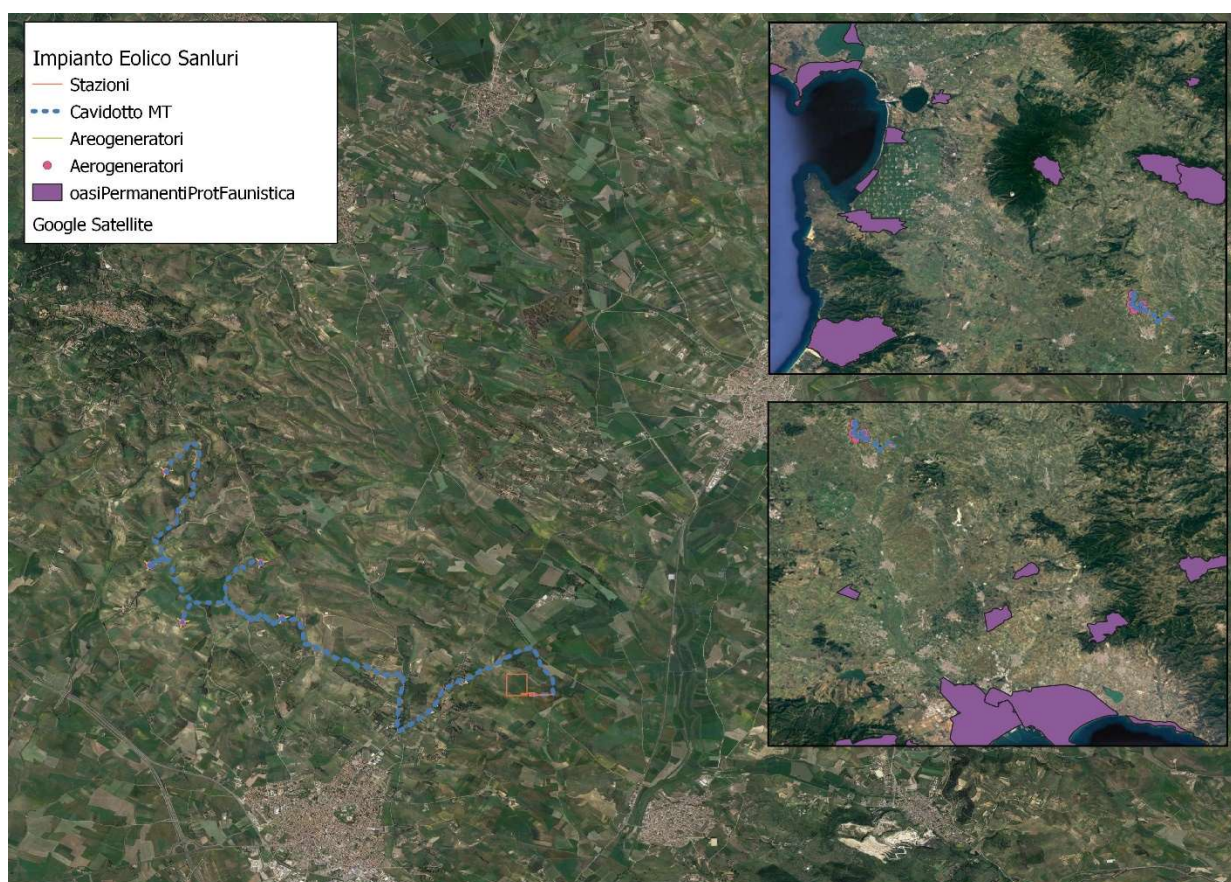 Impianto Eolico Sanluri
Stazioni
Cavidotto MT
Areogeneratori
Aerogeneratori
oasiPermanentiProtFaunistica
Google Satellite